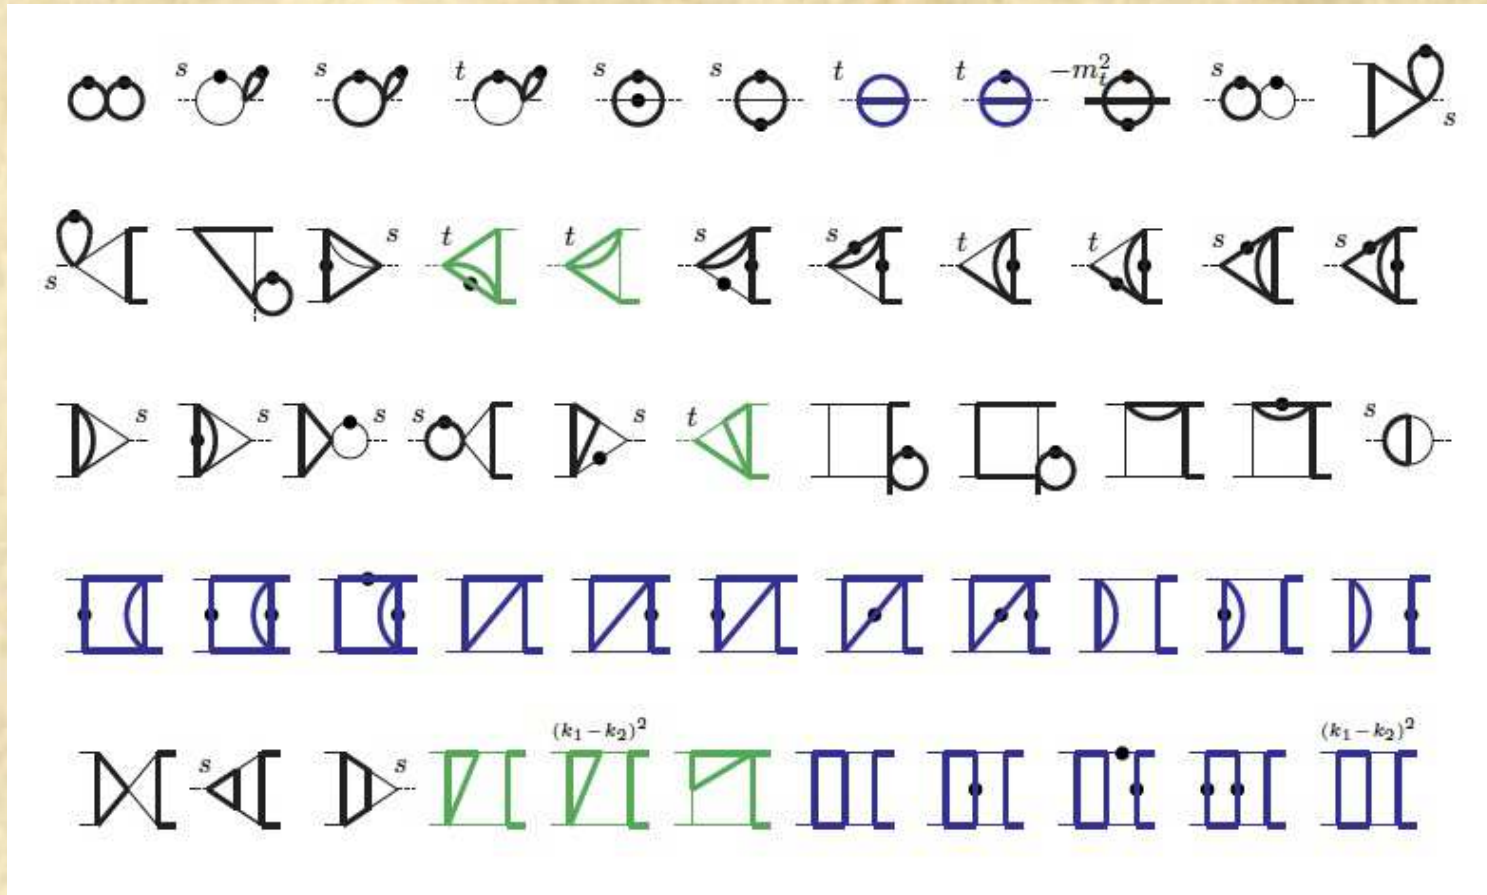 s s t s s t t −m_t^2 s s
s s t t s s t t s s
s s s s s t s
(k_1−k_2)^2 (k_1−k_2)^2
s s